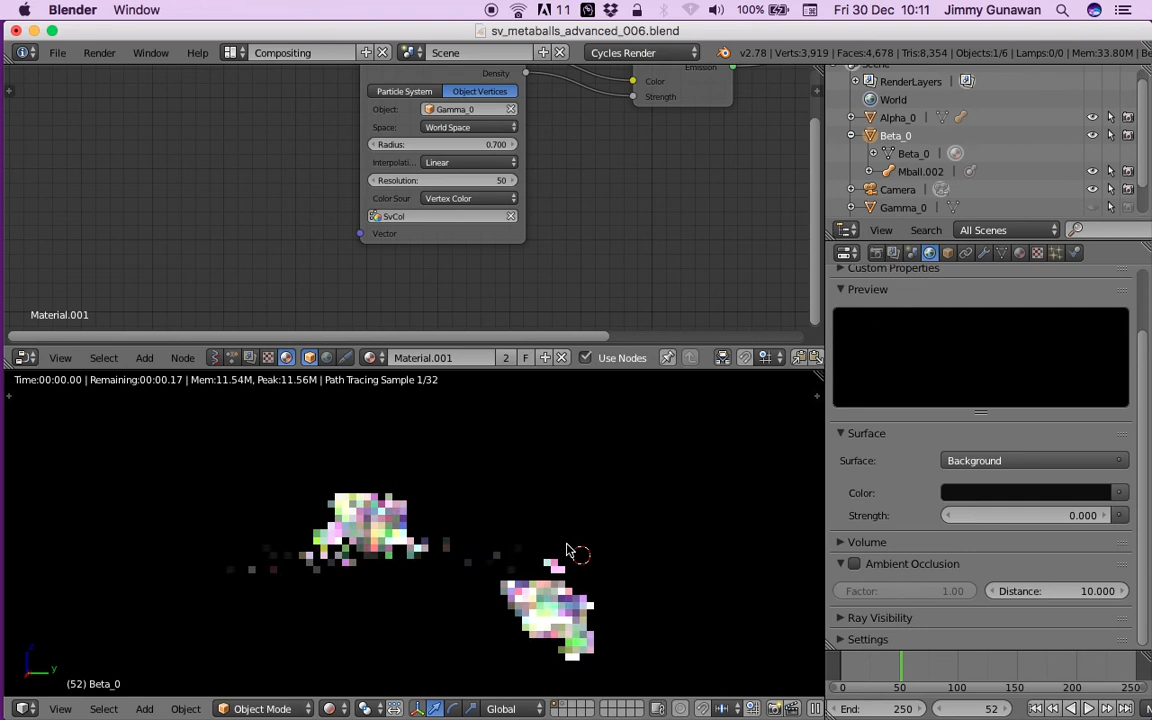 Blender Window 11 100% Fri 30 Dec 10:11 Jimmy Gunawan
sv_metaballs_advanced_006.blend
File Render Window Help Compositing Scene Cycles Render v2.78 | Verts:3,919 | Faces:4,678 | Tris:8,354 | Objects:1/6 | Lamps:0/0 | Mem:33.80M
Density
Particle System Object Vertices
Object: Gamma_0
Space: World Space
Radius: 0.700
Interpolati... Linear
Resolution: 50
Color Sour Vertex Color
SvCol
Vector
Emission
Color
Strength
Material.001
View Select Add Node Material.001 2 F Use Nodes
Time:00:00.00 | Remaining:00:00.17 | Mem:11.54M, Peak:11.56M | Path Tracing Sample 1/32
z
y
(52) Beta_0
View Select Add Object Object Mode Global
Scene
RenderLayers
World
Alpha_0
Beta_0
Beta_0
Mball.002
Camera
Gamma_0
View Search All Scenes
Custom Properties
Preview
Surface
Surface: Background
Color:
Strength: 0.000
Volume
Ambient Occlusion
Factor: 1.00 Distance: 10.000
Ray Visibility
Settings
0 50 100 150 200 250
End: 250 52